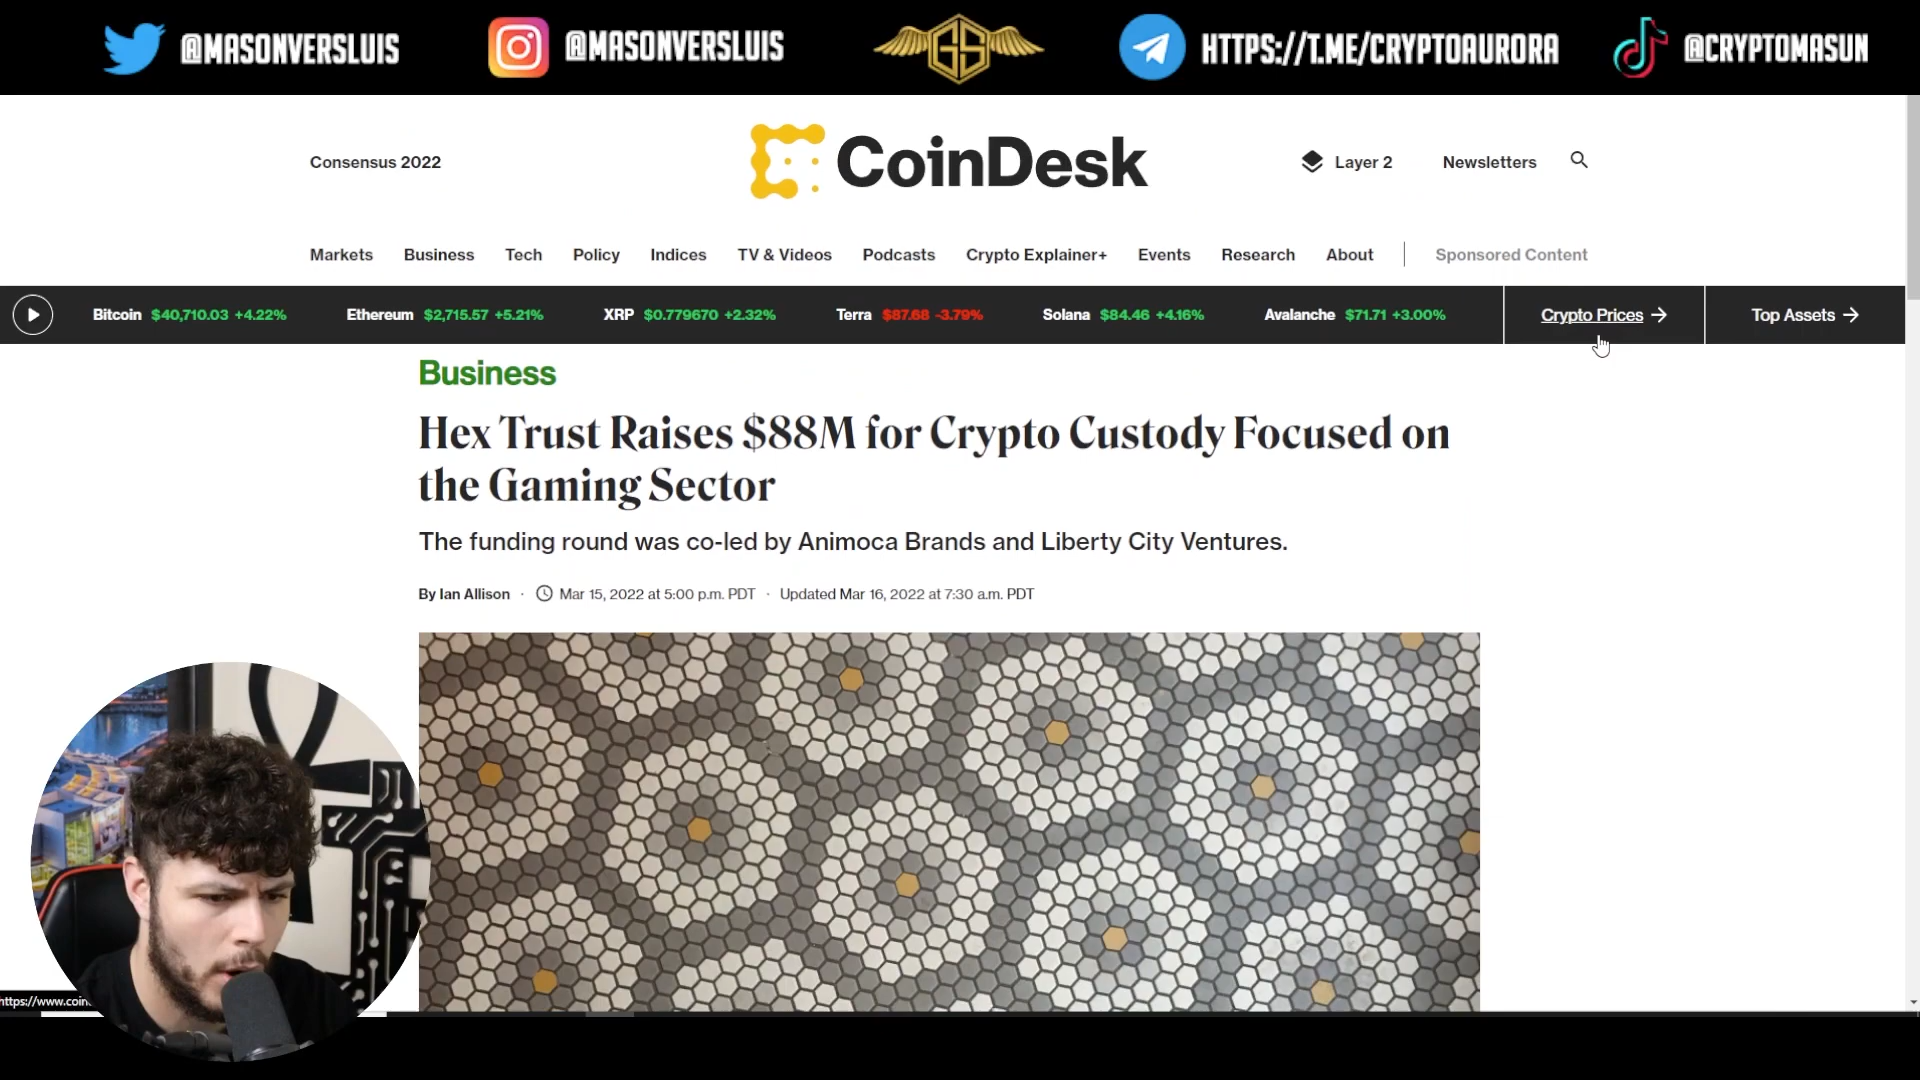 @MASONVERSLUIS @MASONVERSLUIS GS HTTPS://T.ME/CRYPTOAURORA @CRYPTOMASUN
Consensus 2022 CoinDesk Layer 2 Newsletters
Markets Business Tech Policy Indices TV & Videos Podcasts Crypto Explainer+ Events Research About Sponsored Content
Bitcoin $40,710.03 +4.22% Ethereum $2,715.57 +5.21% XRP $0.779670 +2.32% Terra $87.68 -3.79% Solana $84.46 +4.16% Avalanche $71.71 +3.00% Crypto Prices → Top Assets →
Business
Hex Trust Raises $88M for Crypto Custody Focused on
the Gaming Sector
The funding round was co-led by Animoca Brands and Liberty City Ventures.
By Ian Allison · Mar 15, 2022 at 5:00 p.m. PDT · Updated Mar 16, 2022 at 7:30 a.m. PDT
https://www.coin